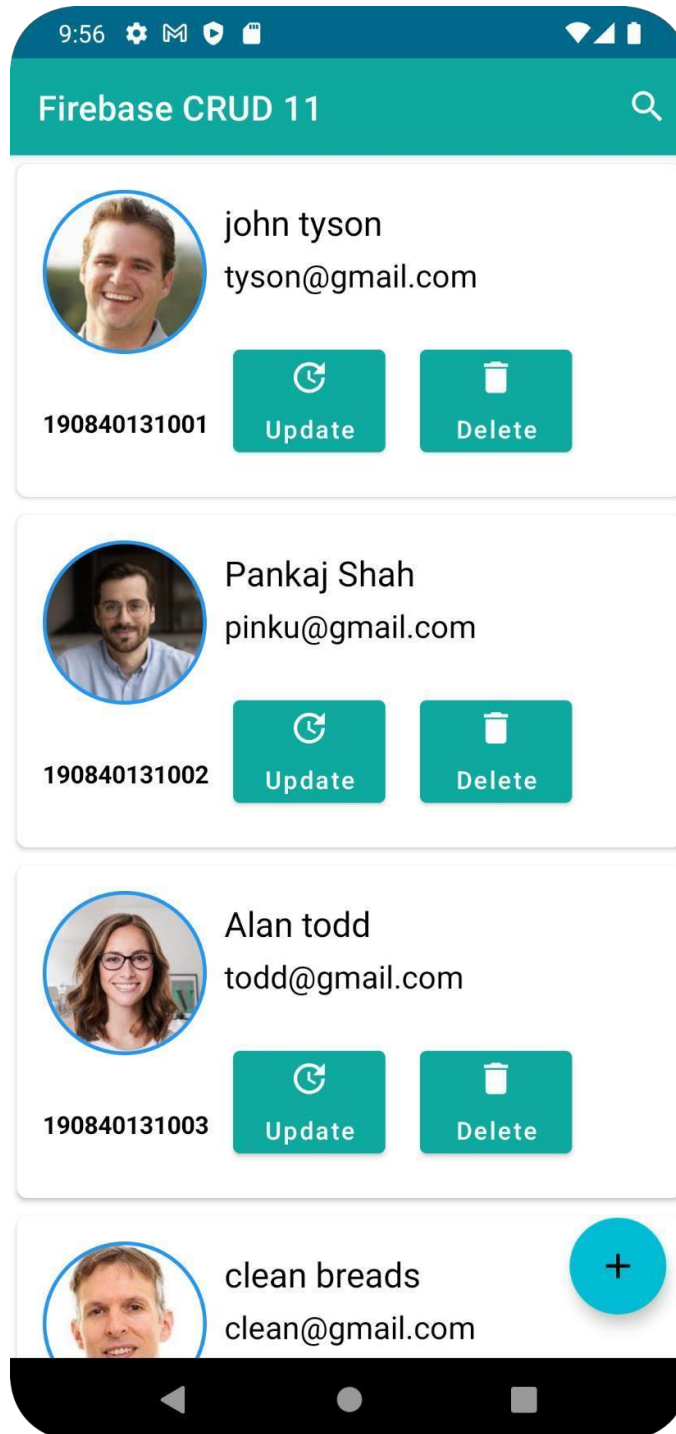 9:56
Firebase CRUD 11
john tyson
tyson@gmail.com
190840131001
Update
Delete
Pankaj Shah
pinku@gmail.com
190840131002
Update
Delete
Alan todd
todd@gmail.com
190840131003
Update
Delete
clean breads
clean@gmail.com
+